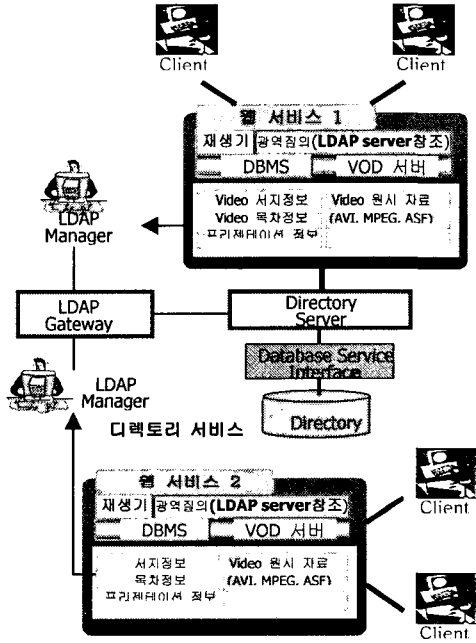 Client
Client
웹 서비스 1
재생기 광역질의(LDAP server참조)
DBMS VOD 서버
Video 서지정보 Video 원시 자료
Video 목차정보 (AVI. MPEG. ASF)
프리젠테이션 정보
LDAP
Manager
LDAP
Gateway
Directory
Server
Database Service
Interface
LDAP
Manager
Directory
디렉토리 서비스
웹 서비스 2
재생기 광역질의(LDAP server참조)
DBMS VOD 서버
서지정보 Video 원시 자료
목차정보 (AVI. MPEG. ASF)
프리젠테이션 정보
Client
Client